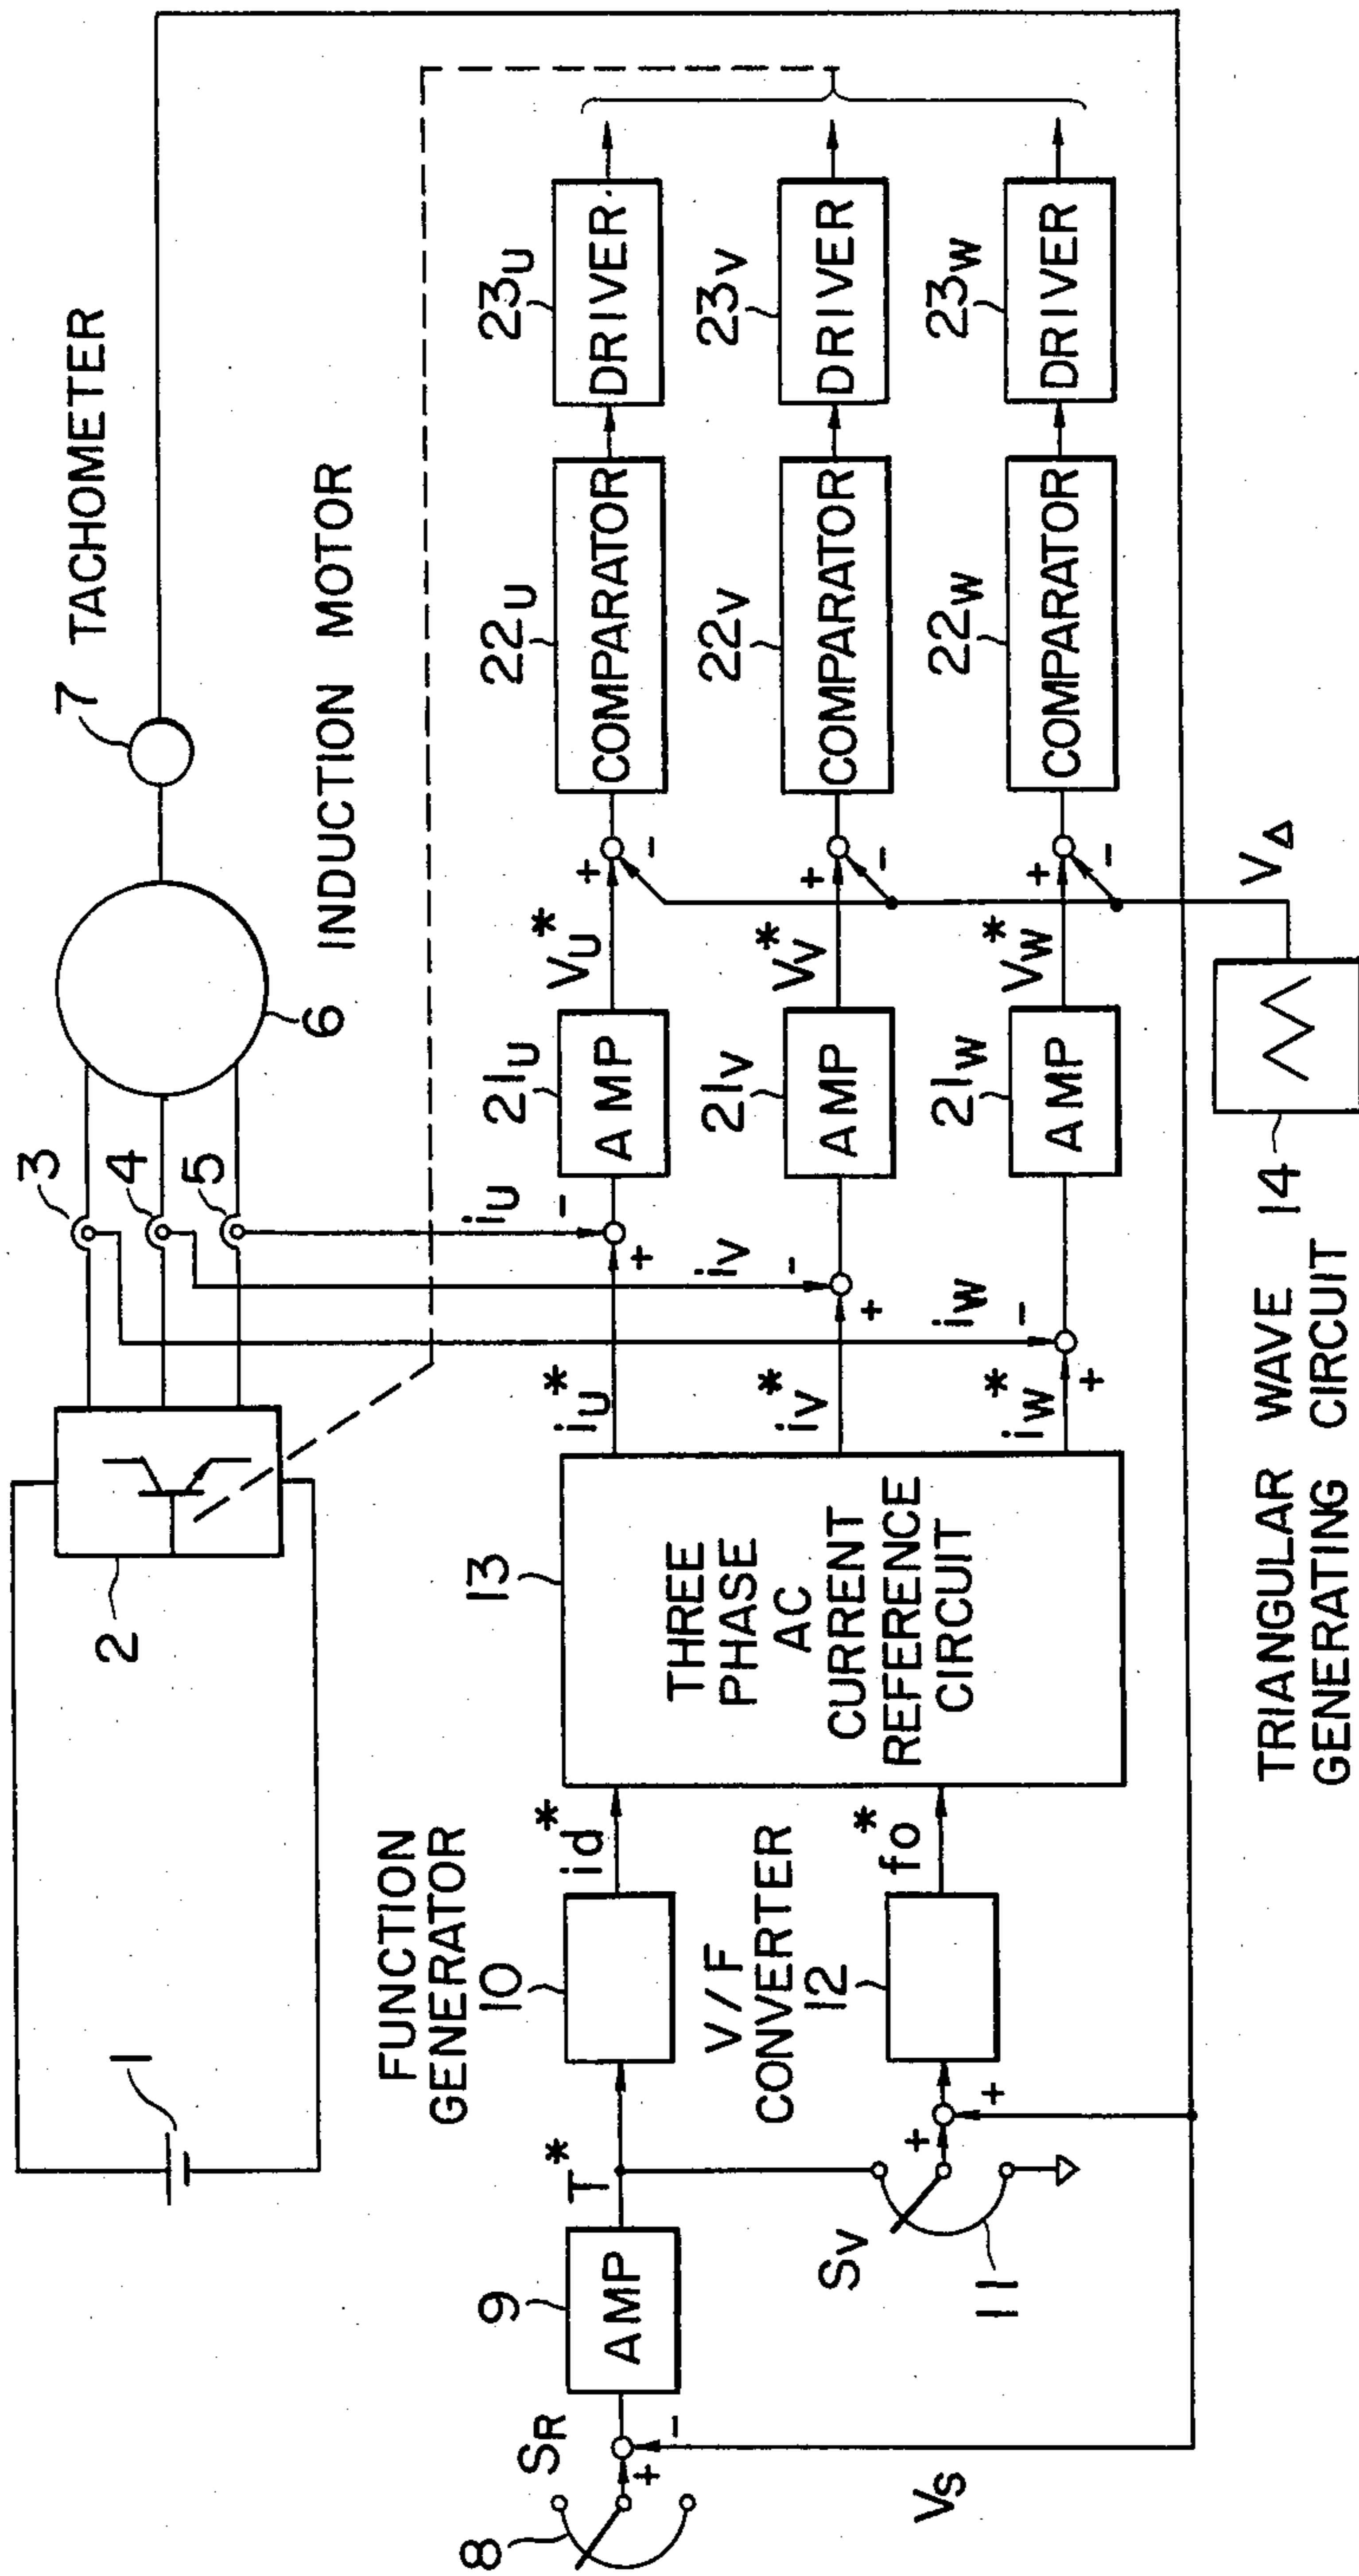 1
2
3
4
5
6
INDUCTION MOTOR
7 TACHOMETER
8
SR
9
AMP
T*
FUNCTION
GENERATOR
10
id*
V/F
CONVERTER
12
fo*
SV
11
VS
13
THREE
PHASE
AC
CURRENT
REFERENCE
CIRCUIT
iU*
iV*
iW*
iU
iV
iW
21U
AMP
VU*
22U
COMPARATOR
23U
DRIVER
21V
AMP
VV*
22V
COMPARATOR
23V
DRIVER
21W
AMP
VW*
22W
COMPARATOR
23W
DRIVER
+
-
+
+
+
-
+
-
+
-
+
-
+
-
+
-
TRIANGULAR WAVE
GENERATING CIRCUIT
14
VΔ